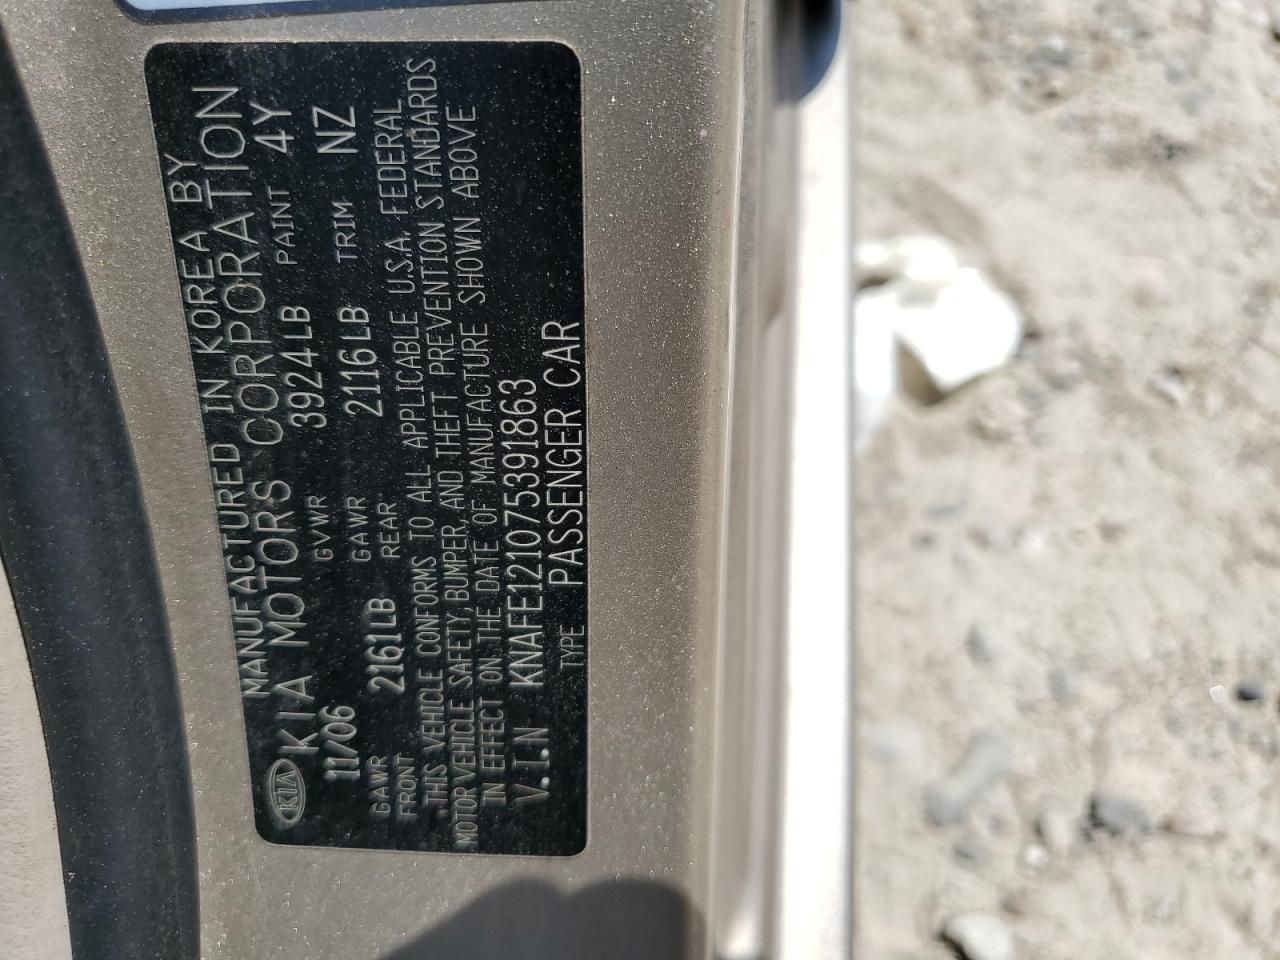 KIA
MANUFACTURED IN KOREA BY
KIA MOTORS CORPORATION
11/06 GVWR 3924LB PAINT 4Y
GAWR FRONT 2161LB GAWR REAR 2116LB TRIM NZ
THIS VEHICLE CONFORMS TO ALL APPLICABLE U.S.A. FEDERAL
MOTOR VEHICLE SAFETY, BUMPER, AND THEFT PREVENTION STANDARDS
IN EFFECT ON THE DATE OF MANUFACTURE SHOWN ABOVE
V.I.N KNAFE121075391863
TYPE PASSENGER CAR